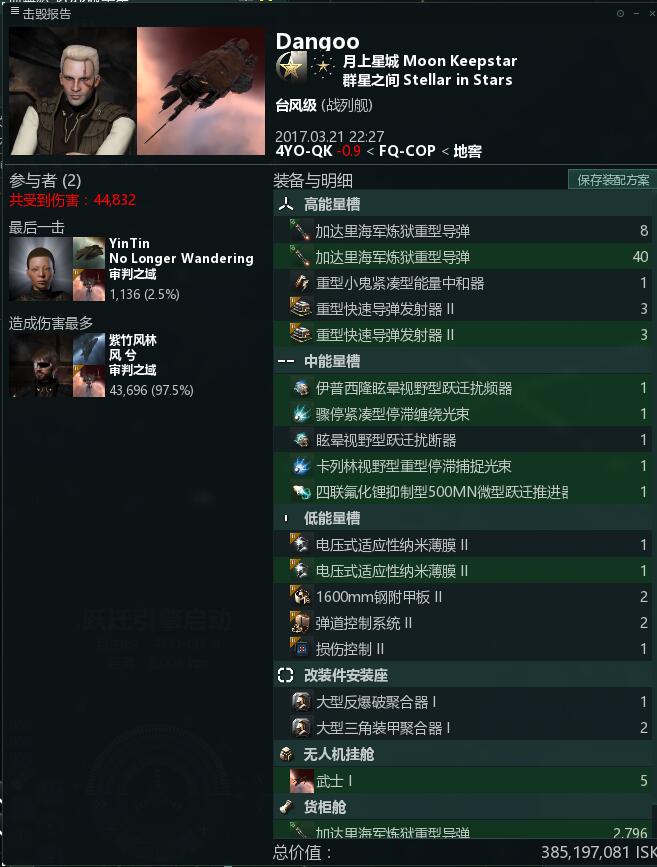 击毁报告
Dangoo
月上星城 Moon Keepstar
群星之间 Stellar in Stars
台风级 (战列舰)
2017.03.21 22:27
4YO-QK -0.9 < FQ-COP < 地窖
参与者 (2)
共受到伤害：44,832
最后一击
YinTin
No Longer Wandering
审判之域
1,136 (2.5%)
造成伤害最多
紫竹风林
风 兮
审判之域
43,696 (97.5%)
装备与明细
保存装配方案
高能量槽
加达里海军炼狱重型导弹 8
加达里海军炼狱重型导弹 40
重型小鬼紧凑型能量中和器 1
重型快速导弹发射器 II 3
重型快速导弹发射器 II 3
中能量槽
伊普西隆眩晕视野型跃迁扰频器 1
骤停紧凑型停滞缠绕光束 1
眩晕视野型跃迁扰断器 1
卡列林视野型重型停滞捕捉光束 1
四联氟化锂抑制型500MN微型跃迁推进器 1
低能量槽
电压式适应性纳米薄膜 II 1
电压式适应性纳米薄膜 II 1
1600mm钢附甲板 II 2
弹道控制系统 II 2
损伤控制 II 1
改装件安装座
大型反爆破聚合器 I 1
大型三角装甲聚合器 I 2
无人机挂舱
武士 I 5
货柜舱
加达里海军炼狱重型导弹 2,796
总价值： 385,197,081 ISK
跃迁引擎启动